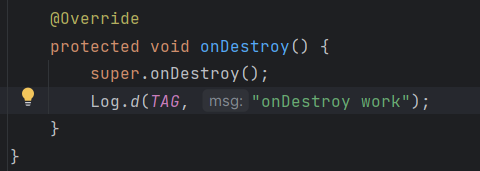 @Override
protected void onDestroy() {
super.onDestroy();
Log.d(TAG, msg: "onDestroy work");
}
}